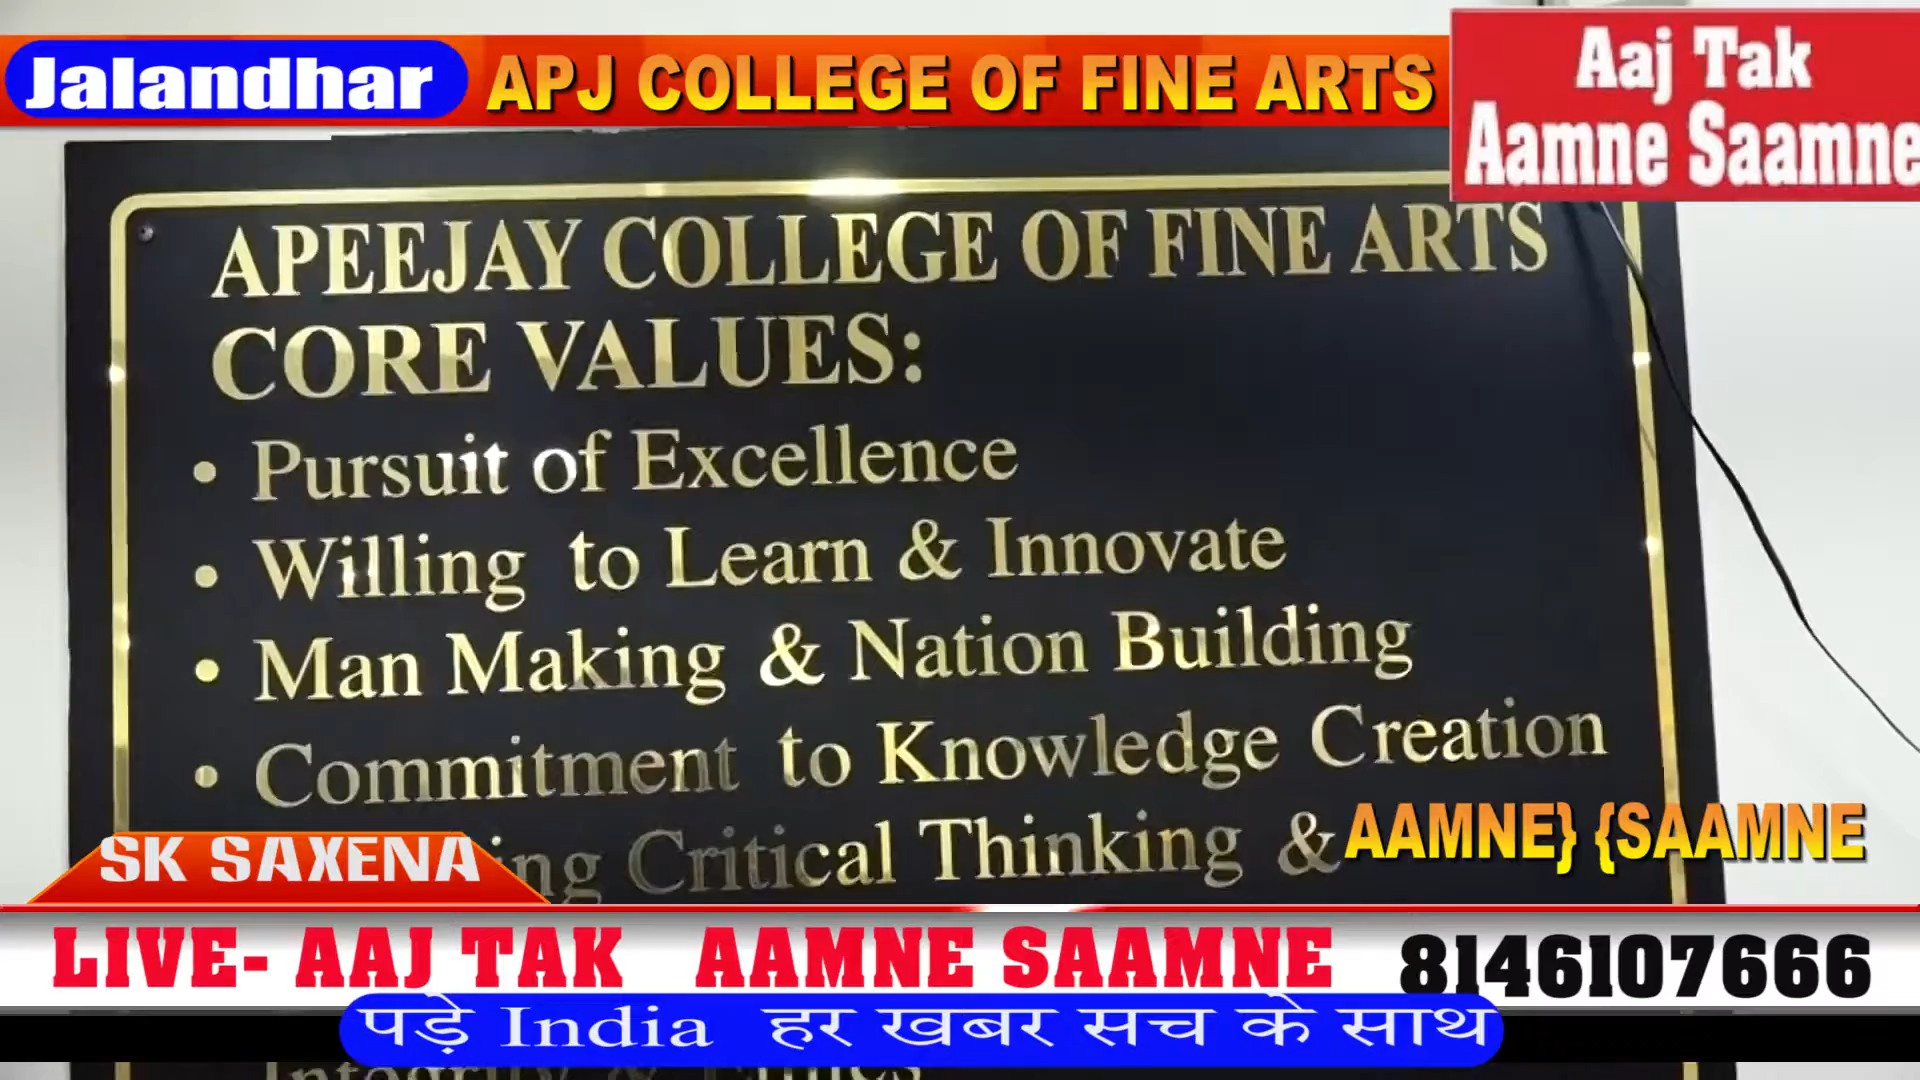 Jalandhar
APJ COLLEGE OF FINE ARTS
Aaj Tak
Aamne Saamne
APEEJAY COLLEGE OF FINE ARTS
CORE VALUES:
• Pursuit of Excellence
• Willing to Learn & Innovate
• Man Making & Nation Building
• Commitment to Knowledge Creation
Critical Thinking &
AAMNE} {SAAMNE
SK SAXENA
LIVE- AAJ TAK AAMNE SAAMNE
8146107666
पड़े India हर खबर सच के साथ